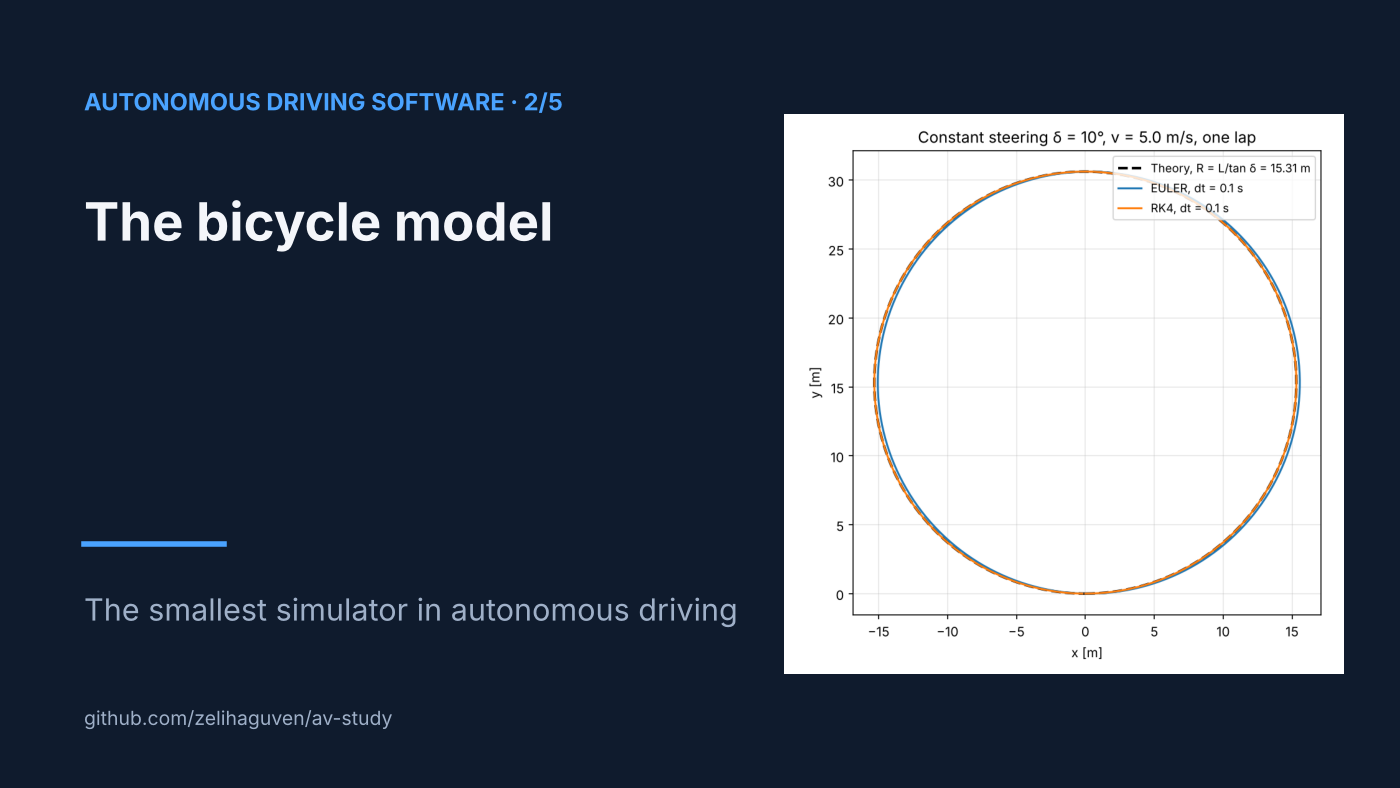 AUTONOMOUS DRIVING SOFTWARE · 2/5
The bicycle model
The smallest simulator in autonomous driving
github.com/zelihaguven/av-study
Constant steering δ = 10°, v = 5.0 m/s, one lap
Theory, R = L/tan δ = 15.31 m
EULER, dt = 0.1 s
RK4, dt = 0.1 s
y [m]
30
25
20
15
10
5
0
−15 −10 −5 0 5 10 15
x [m]